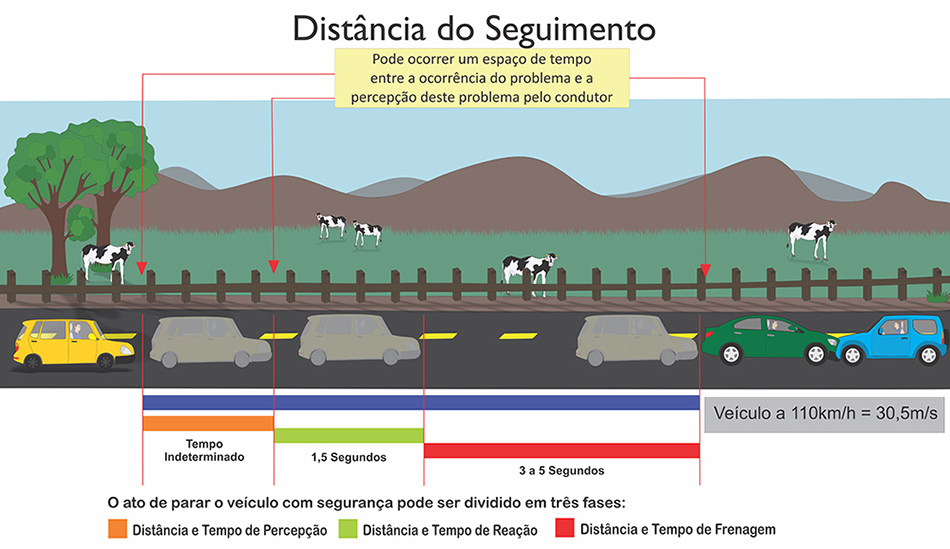 Distância do Seguimento
Pode ocorrer um espaço de tempo
entre a ocorrência do problema e a
percepção deste problema pelo condutor
Veículo a 110km/h = 30,5m/s
Tempo
Indeterminado
1,5 Segundos
3 a 5 Segundos
O ato de parar o veículo com segurança pode ser dividido em três fases:
Distância e Tempo de Percepção
Distância e Tempo de Reação
Distância e Tempo de Frenagem